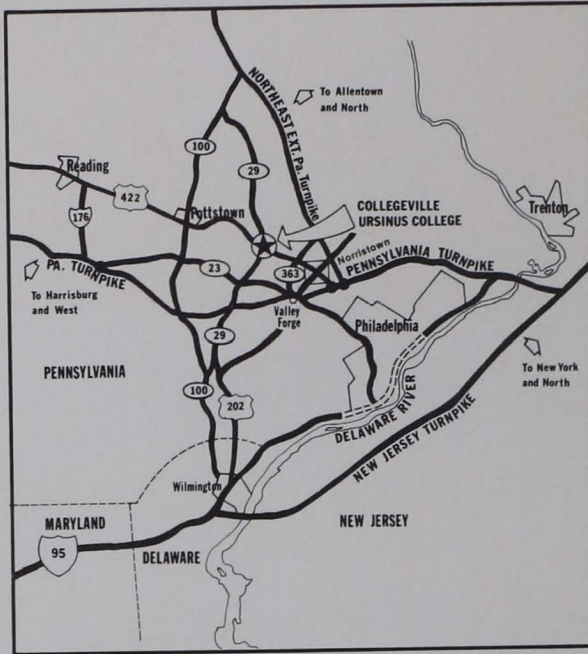 To Allentown
and North
NORTHEAST EXT. Pa. Turnpike
100
29
Reading
422
176
Pottstown
COLLEGEVILLE
URSINUS COLLEGE
Trenton
Norristown
PENNSYLVANIA TURNPIKE
PA. TURNPIKE
23
363
To Harrisburg
and West
Valley
Forge
Philadelphia
29
PENNSYLVANIA
To New York
and North
100
202
DELAWARE RIVER
NEW JERSEY TURNPIKE
Wilmington
MARYLAND
NEW JERSEY
95
DELAWARE